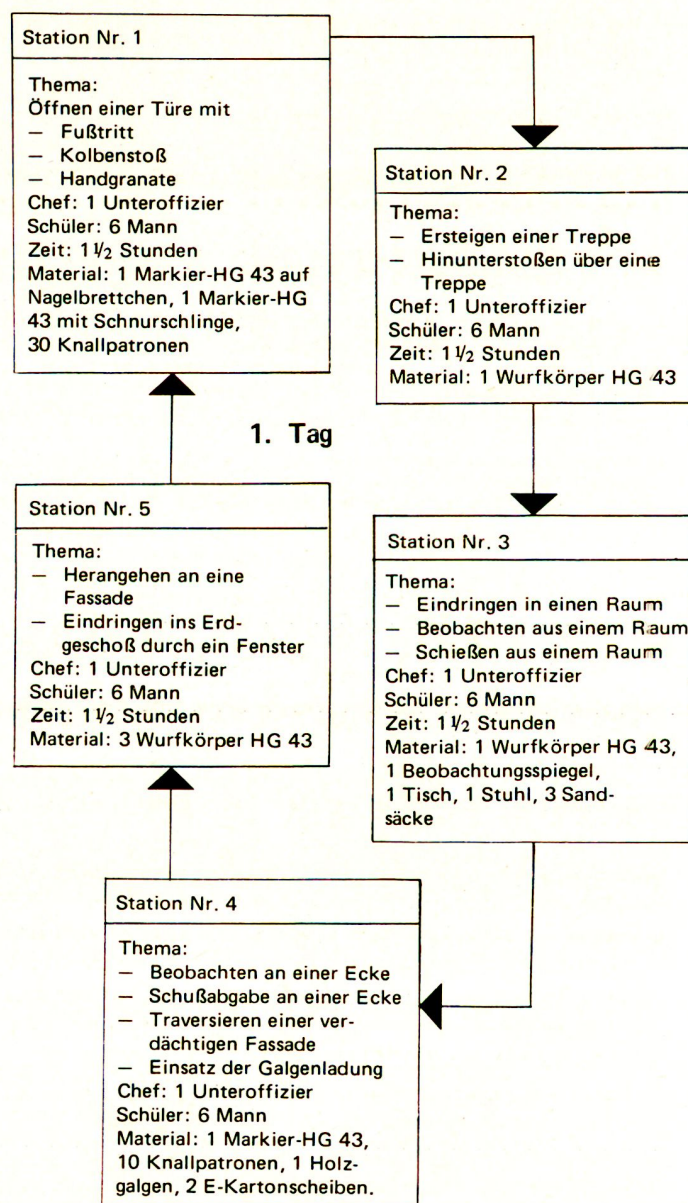 Station Nr. 1
Thema:
Öffnen einer Türe mit
— Fußtritt
— Kolbenstoß
— Handgranate
Chef: 1 Unteroffizier
Schüler: 6 Mann
Zeit: 1 1/2 Stunden
Material: 1 Markier-HG 43 auf
Nagelbrettchen, 1 Markier-HG
43 mit Schnurschlinge,
30 Knallpatronen
Station Nr. 2
Thema:
— Ersteigen einer Treppe
— Hinunterstoßen über eine
Treppe
Chef: 1 Unteroffizier
Schüler: 6 Mann
Zeit: 1 1/2 Stunden
Material: 1 Wurfkörper HG 43
1. Tag
Station Nr. 5
Thema:
— Herangehen an eine
Fassade
— Eindringen ins Erd-
geschoß durch ein Fenster
Chef: 1 Unteroffizier
Schüler: 6 Mann
Zeit: 1 1/2 Stunden
Material: 3 Wurfkörper HG 43
Station Nr. 3
Thema:
— Eindringen in einen Raum
— Beobachten aus einem Raum
— Schießen aus einem Raum
Chef: 1 Unteroffizier
Schüler: 6 Mann
Zeit: 1 1/2 Stunden
Material: 1 Wurfkörper HG 43,
1 Beobachtungsspiegel,
1 Tisch, 1 Stuhl, 3 Sand-
säcke
Station Nr. 4
Thema:
— Beobachten an einer Ecke
— Schußabgabe an einer Ecke
— Traversieren einer ver-
dächtigen Fassade
— Einsatz der Galgenladung
Chef: 1 Unteroffizier
Schüler: 6 Mann
Material: 1 Markier-HG 43,
10 Knallpatronen, 1 Holz-
galgen, 2 E-Kartonscheiben.